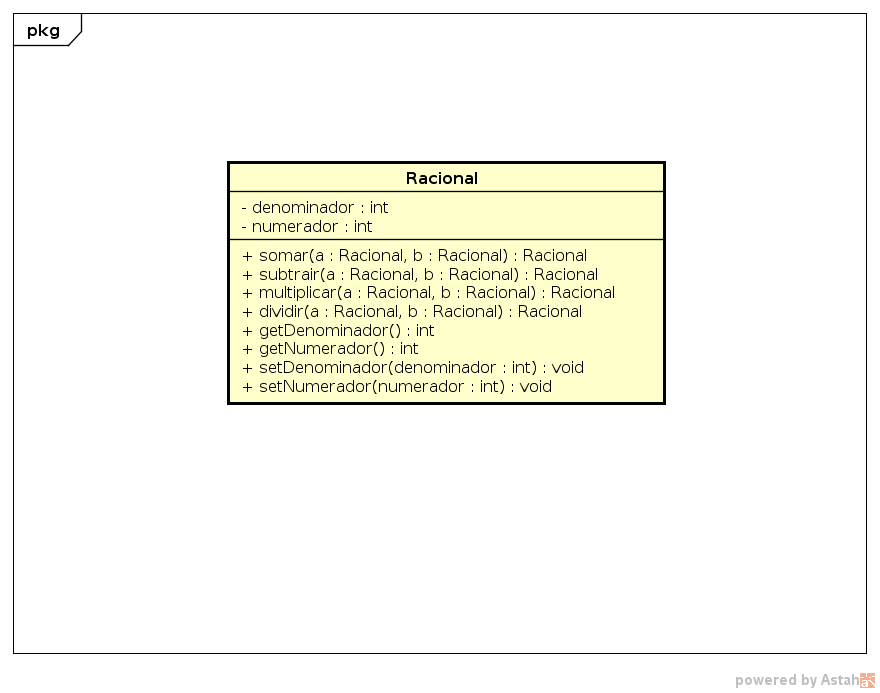 pkg
Racional
- denominador : int
- numerador : int
+ somar(a : Racional, b : Racional) : Racional
+ subtrair(a : Racional, b : Racional) : Racional
+ multiplicar(a : Racional, b : Racional) : Racional
+ dividir(a : Racional, b : Racional) : Racional
+ getDenominador() : int
+ getNumerador() : int
+ setDenominador(denominador : int) : void
+ setNumerador(numerador : int) : void
powered by Astah